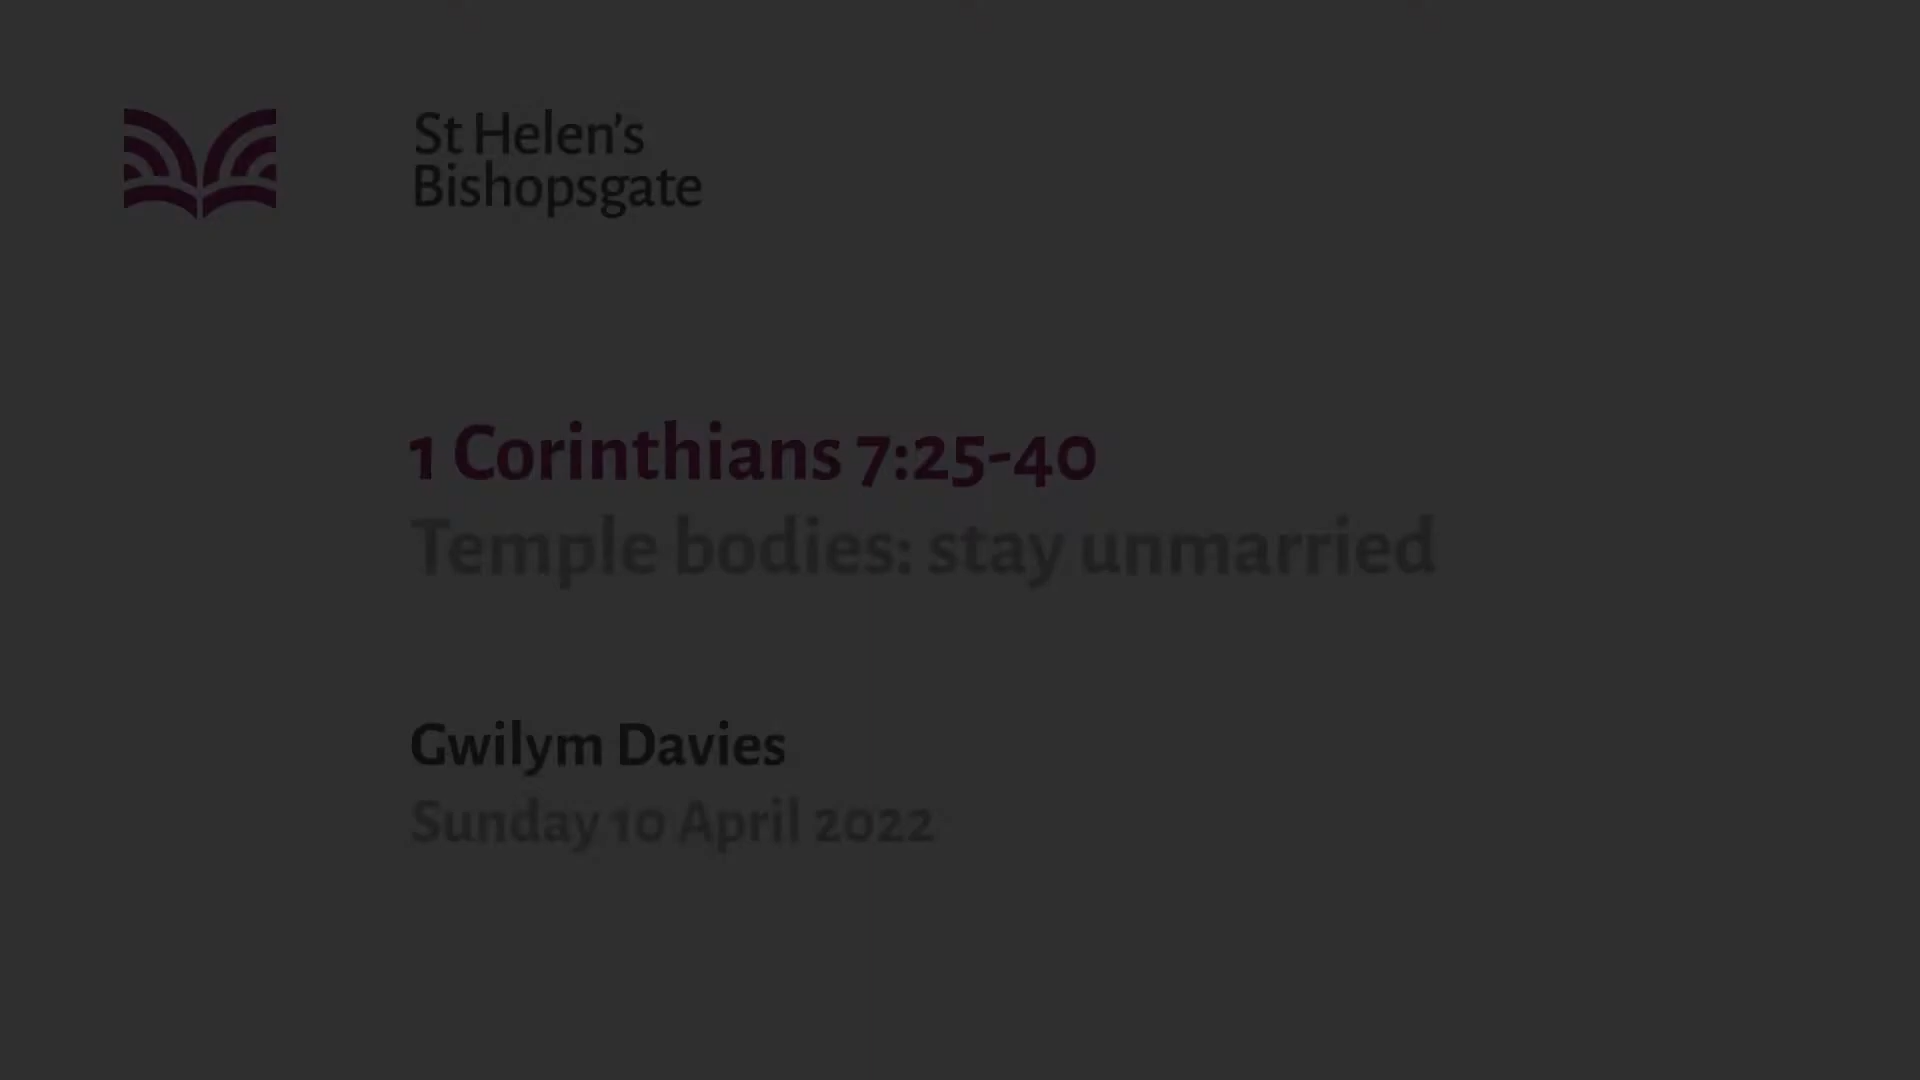 St Helen's
Bishopsgate
1 Corinthians 7:25-40
Temple bodies: stay unmarried
Gwilym Davies
Sunday 10 April 2022